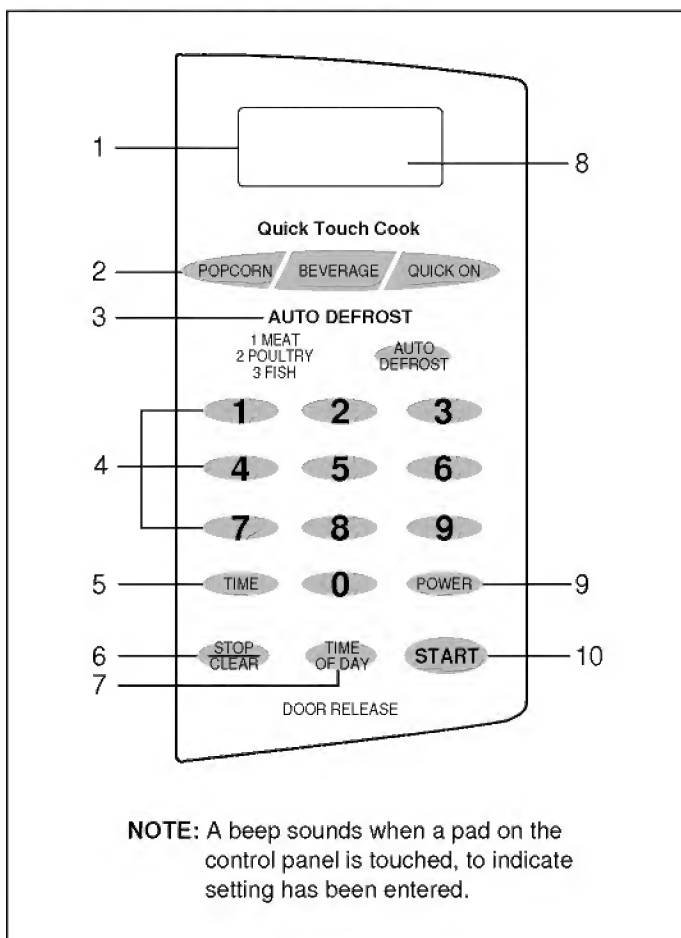 1
8
Quick Touch Cook
2
POPCORN BEVERAGE QUICK ON
3 AUTO DEFROST
1 MEAT
2 POULTRY
3 FISH
AUTO
DEFROST
1 2 3
4 4 5 6
7 8 9
5 TIME 0 POWER 9
6 STOP
CLEAR
7 TIME
OF DAY
START 10
DOOR RELEASE
NOTE: A beep sounds when a pad on the
control panel is touched, to indicate
setting has been entered.